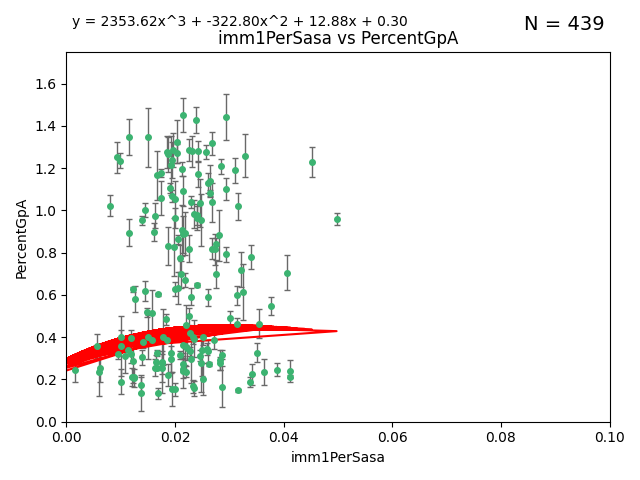 y = 2353.62x^3 + -322.80x^2 + 12.88x + 0.30
N = 439
imm1PerSasa vs PercentGpA
PercentGpA
1.6
1.4
1.2
1.0
0.8
0.6
0.4
0.2
0.0
0.00 0.02 0.04 0.06 0.08 0.10
imm1PerSasa